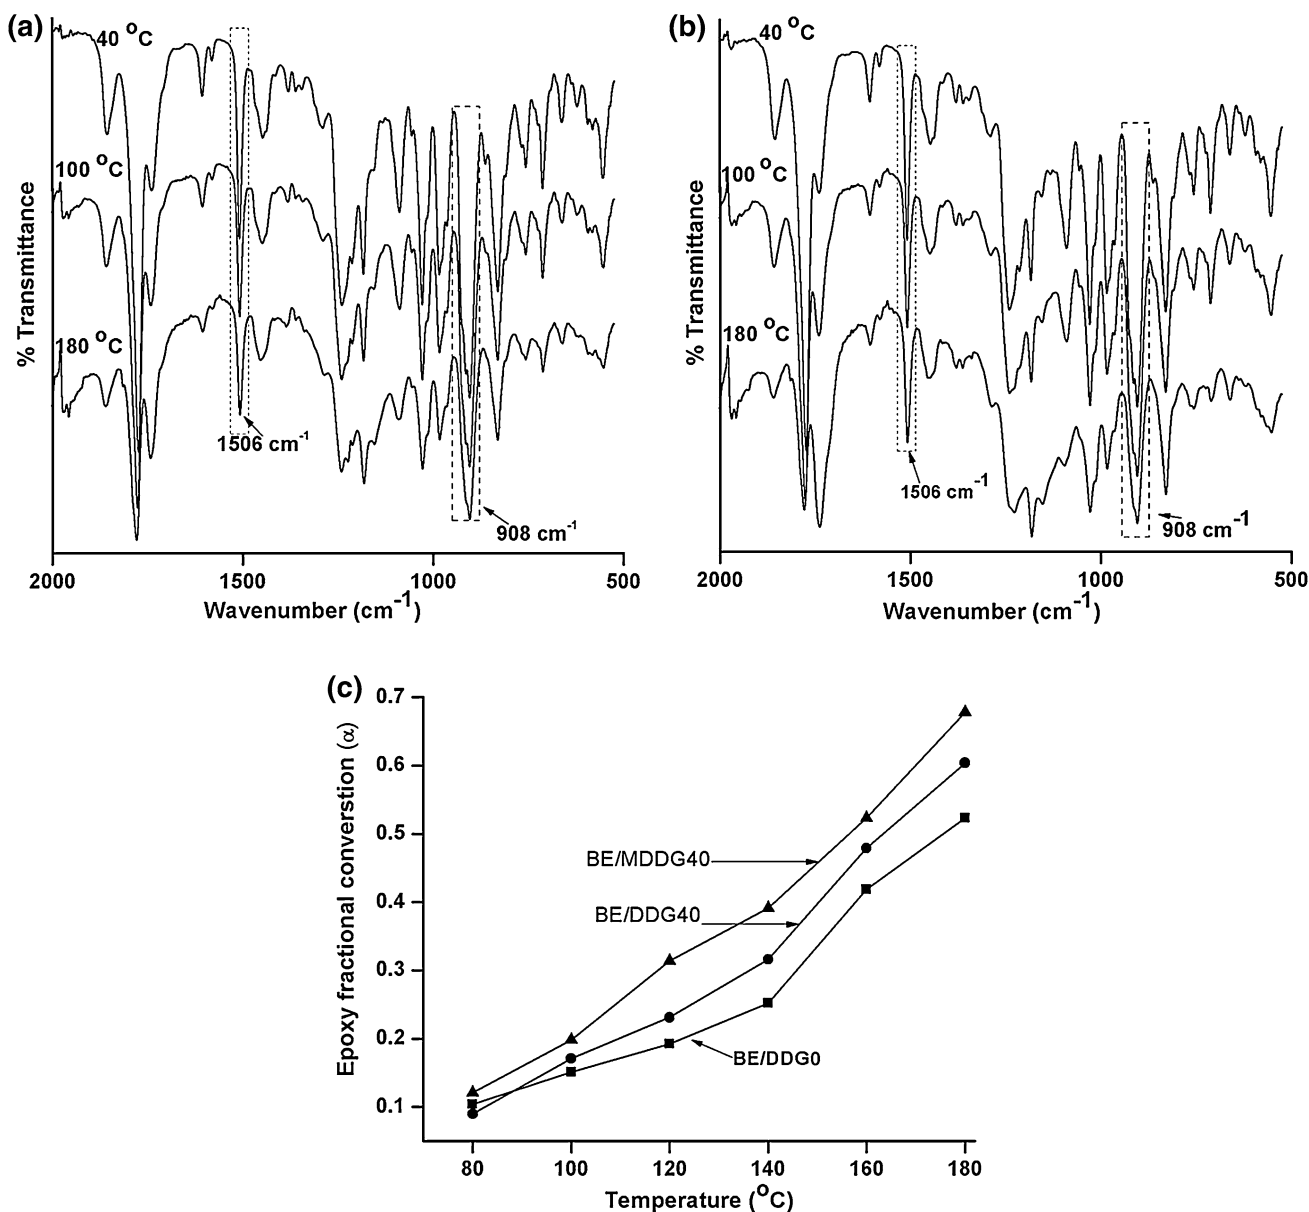 (a)
40 °C
100 °C
180 °C
% Transmittance
1506 cm-1
908 cm-1
2000 1500 1000 500
Wavenumber (cm-1)
(b)
40 °C
100 °C
180 °C
% Transmittance
1506 cm-1
908 cm-1
2000 1500 1000 500
Wavenumber (cm-1)
(c)
Epoxy fractional converstion (α)
0.7
0.6
0.5
0.4
0.3
0.2
0.1
BE/MDDG40
BE/DDG40
BE/DDG0
80 100 120 140 160 180
Temperature (°C)